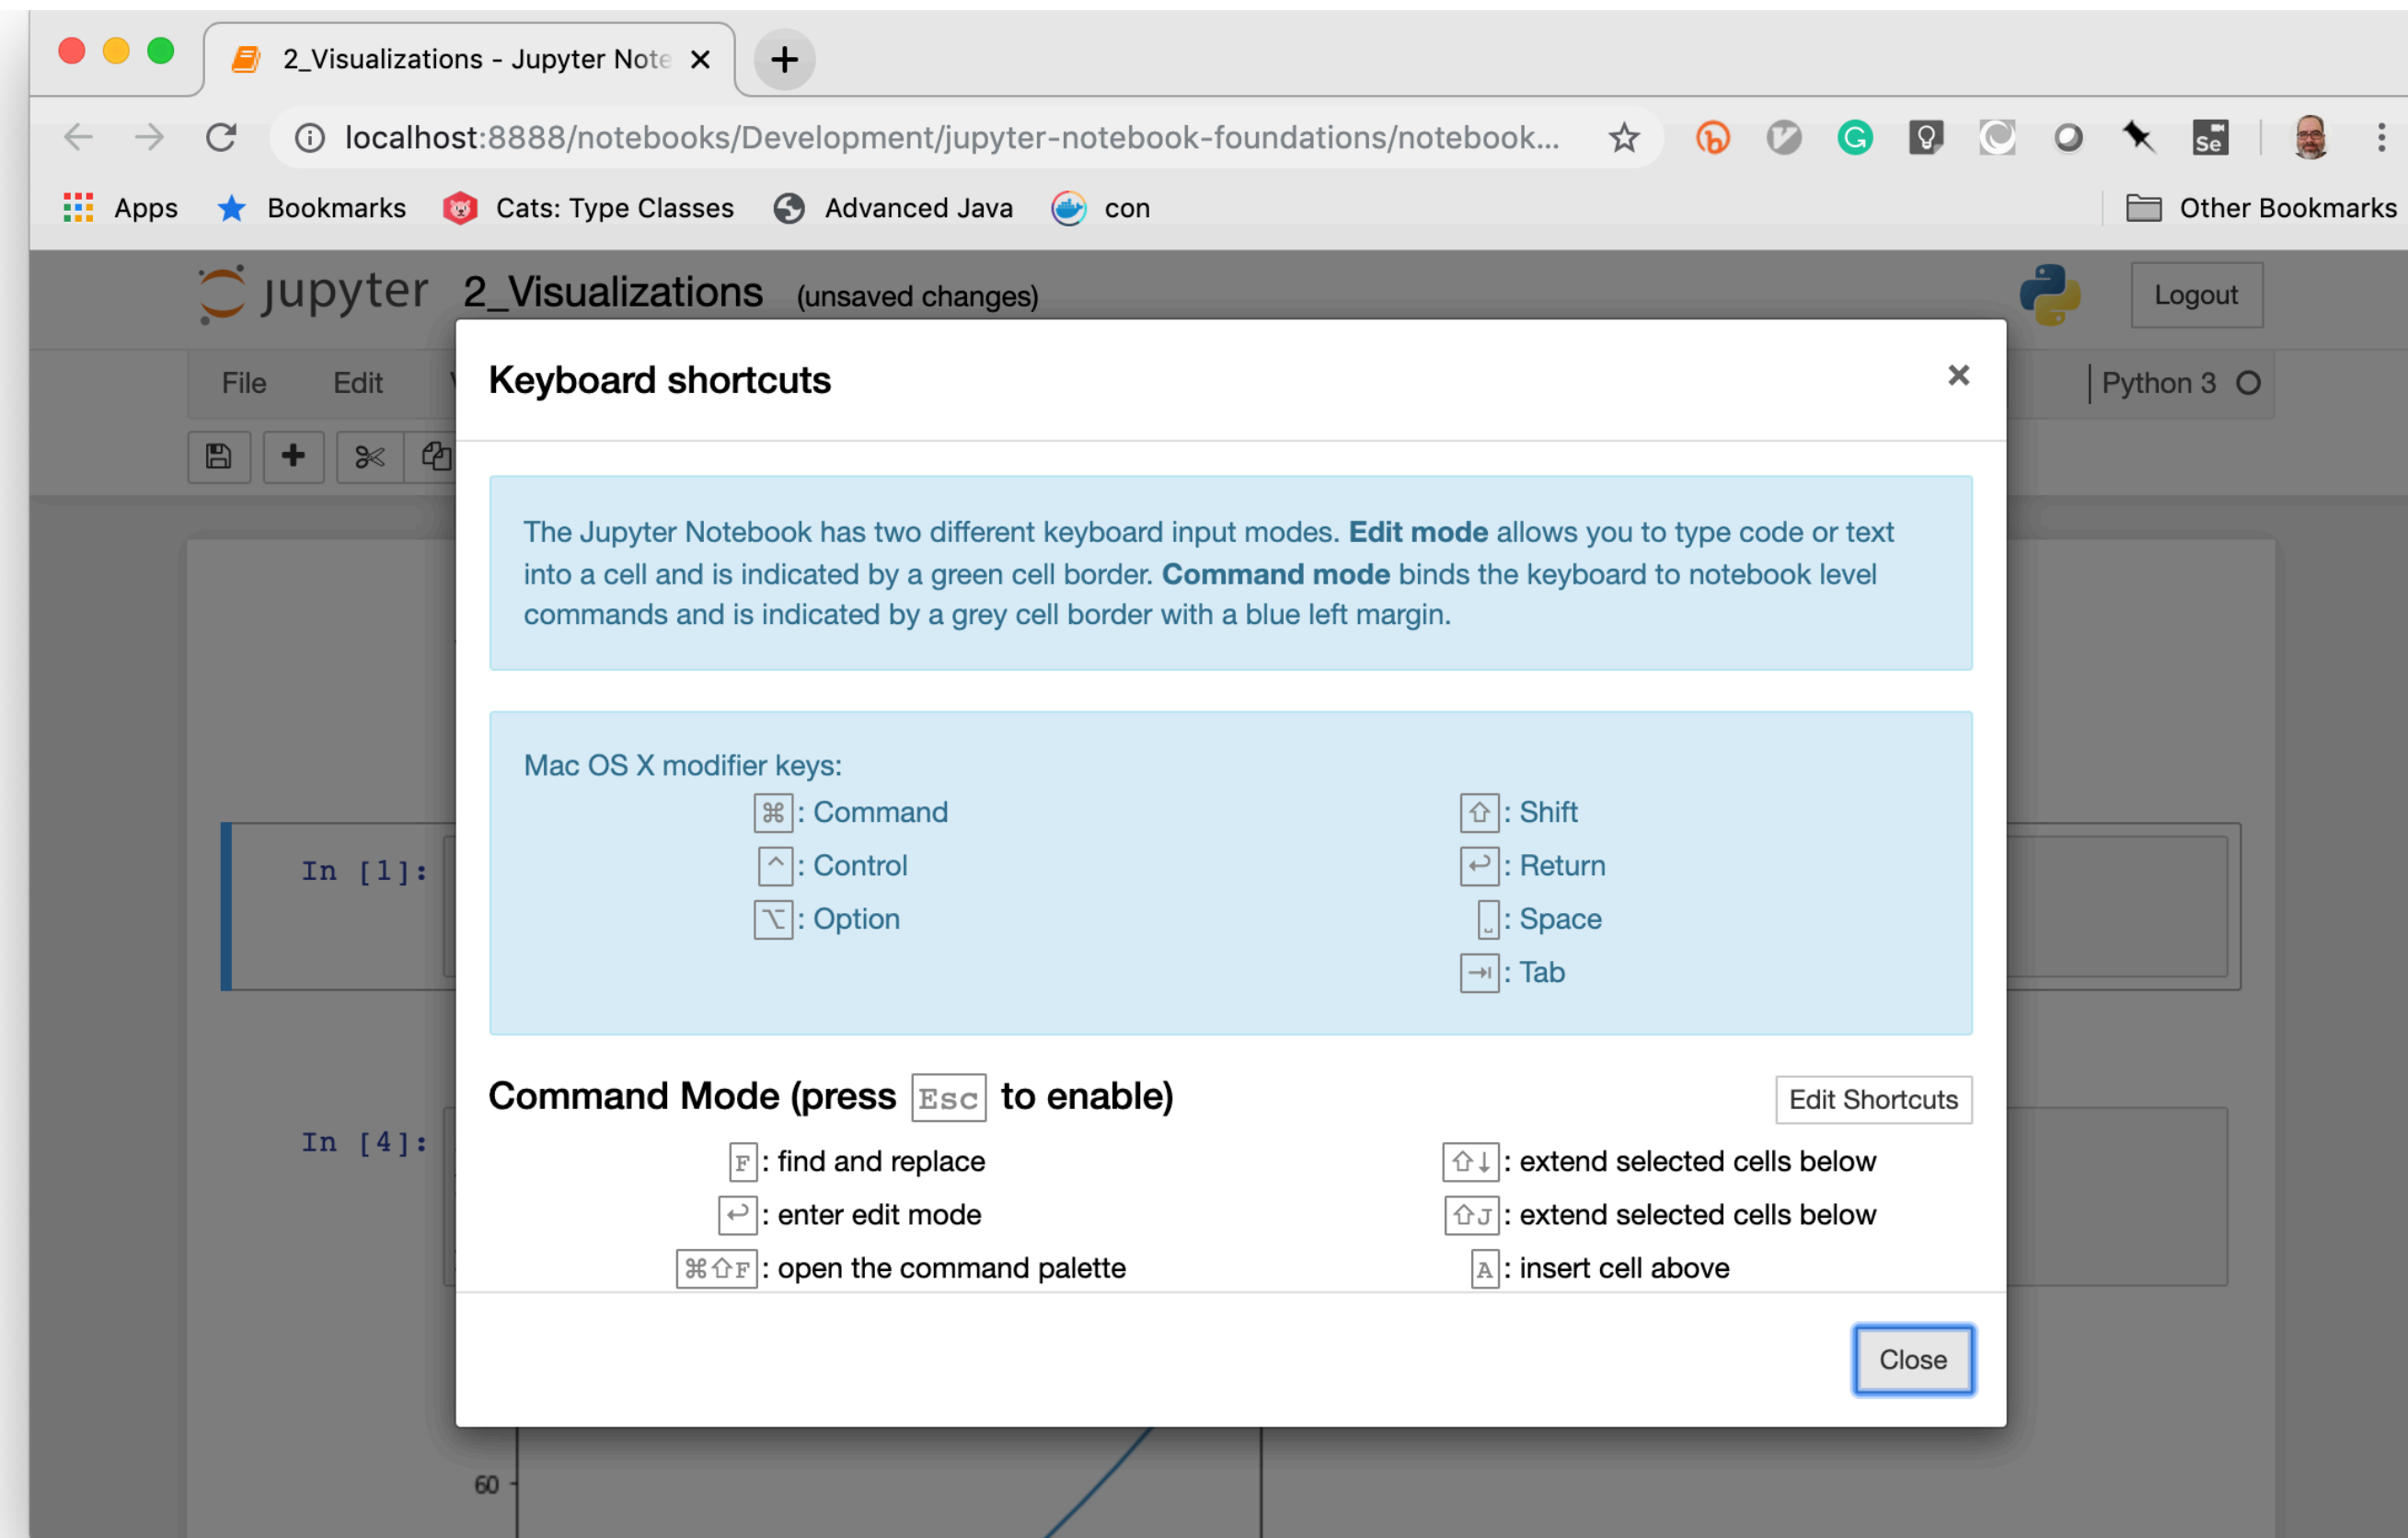 2_Visualizations - Jupyter Note
localhost:8888/notebooks/Development/jupyter-notebook-foundations/notebook...
Se
Apps
Bookmarks
Cats: Type Classes
Advanced Java
con
Other Bookmarks
jupyter 2_Visualizations (unsaved changes)
Logout
File Edit
Python 3
Keyboard shortcuts
The Jupyter Notebook has two different keyboard input modes. Edit mode allows you to type code or text
into a cell and is indicated by a green cell border. Command mode binds the keyboard to notebook level
commands and is indicated by a grey cell border with a blue left margin.
Mac OS X modifier keys:
⌘: Command
⇧: Shift
^: Control
↩: Return
⌥: Option
␣: Space
⇥: Tab
In [1]:
Command Mode (press Esc to enable)
Edit Shortcuts
In [4]:
F: find and replace
⇧↓: extend selected cells below
↩: enter edit mode
⇧J: extend selected cells below
⌘⇧F: open the command palette
A: insert cell above
Close
60